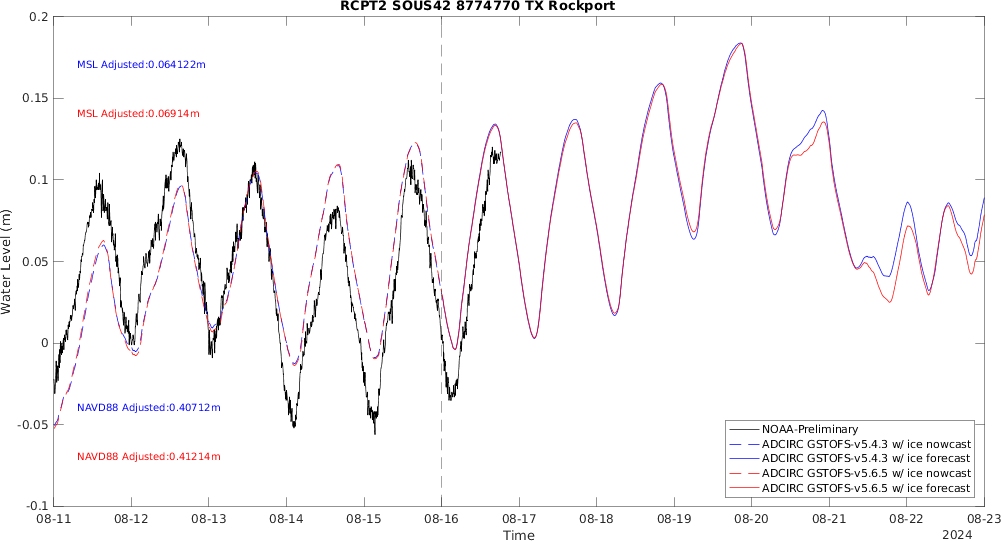 RCPT2 SOUS42 8774770 TX Rockport
0.2
MSL Adjusted:0.064122m
0.15
MSL Adjusted:0.06914m
0.1
Water Level (m)
0.05
0
NAVD88 Adjusted:0.40712m
-0.05
NAVD88 Adjusted:0.41214m
-0.1
NOAA-Preliminary
ADCIRC GSTOFS-v5.4.3 w/ ice nowcast
ADCIRC GSTOFS-v5.4.3 w/ ice forecast
ADCIRC GSTOFS-v5.6.5 w/ ice nowcast
ADCIRC GSTOFS-v5.6.5 w/ ice forecast
08-11 08-12 08-13 08-14 08-15 08-16 08-17 08-18 08-19 08-20 08-21 08-22 08-23
Time
2024